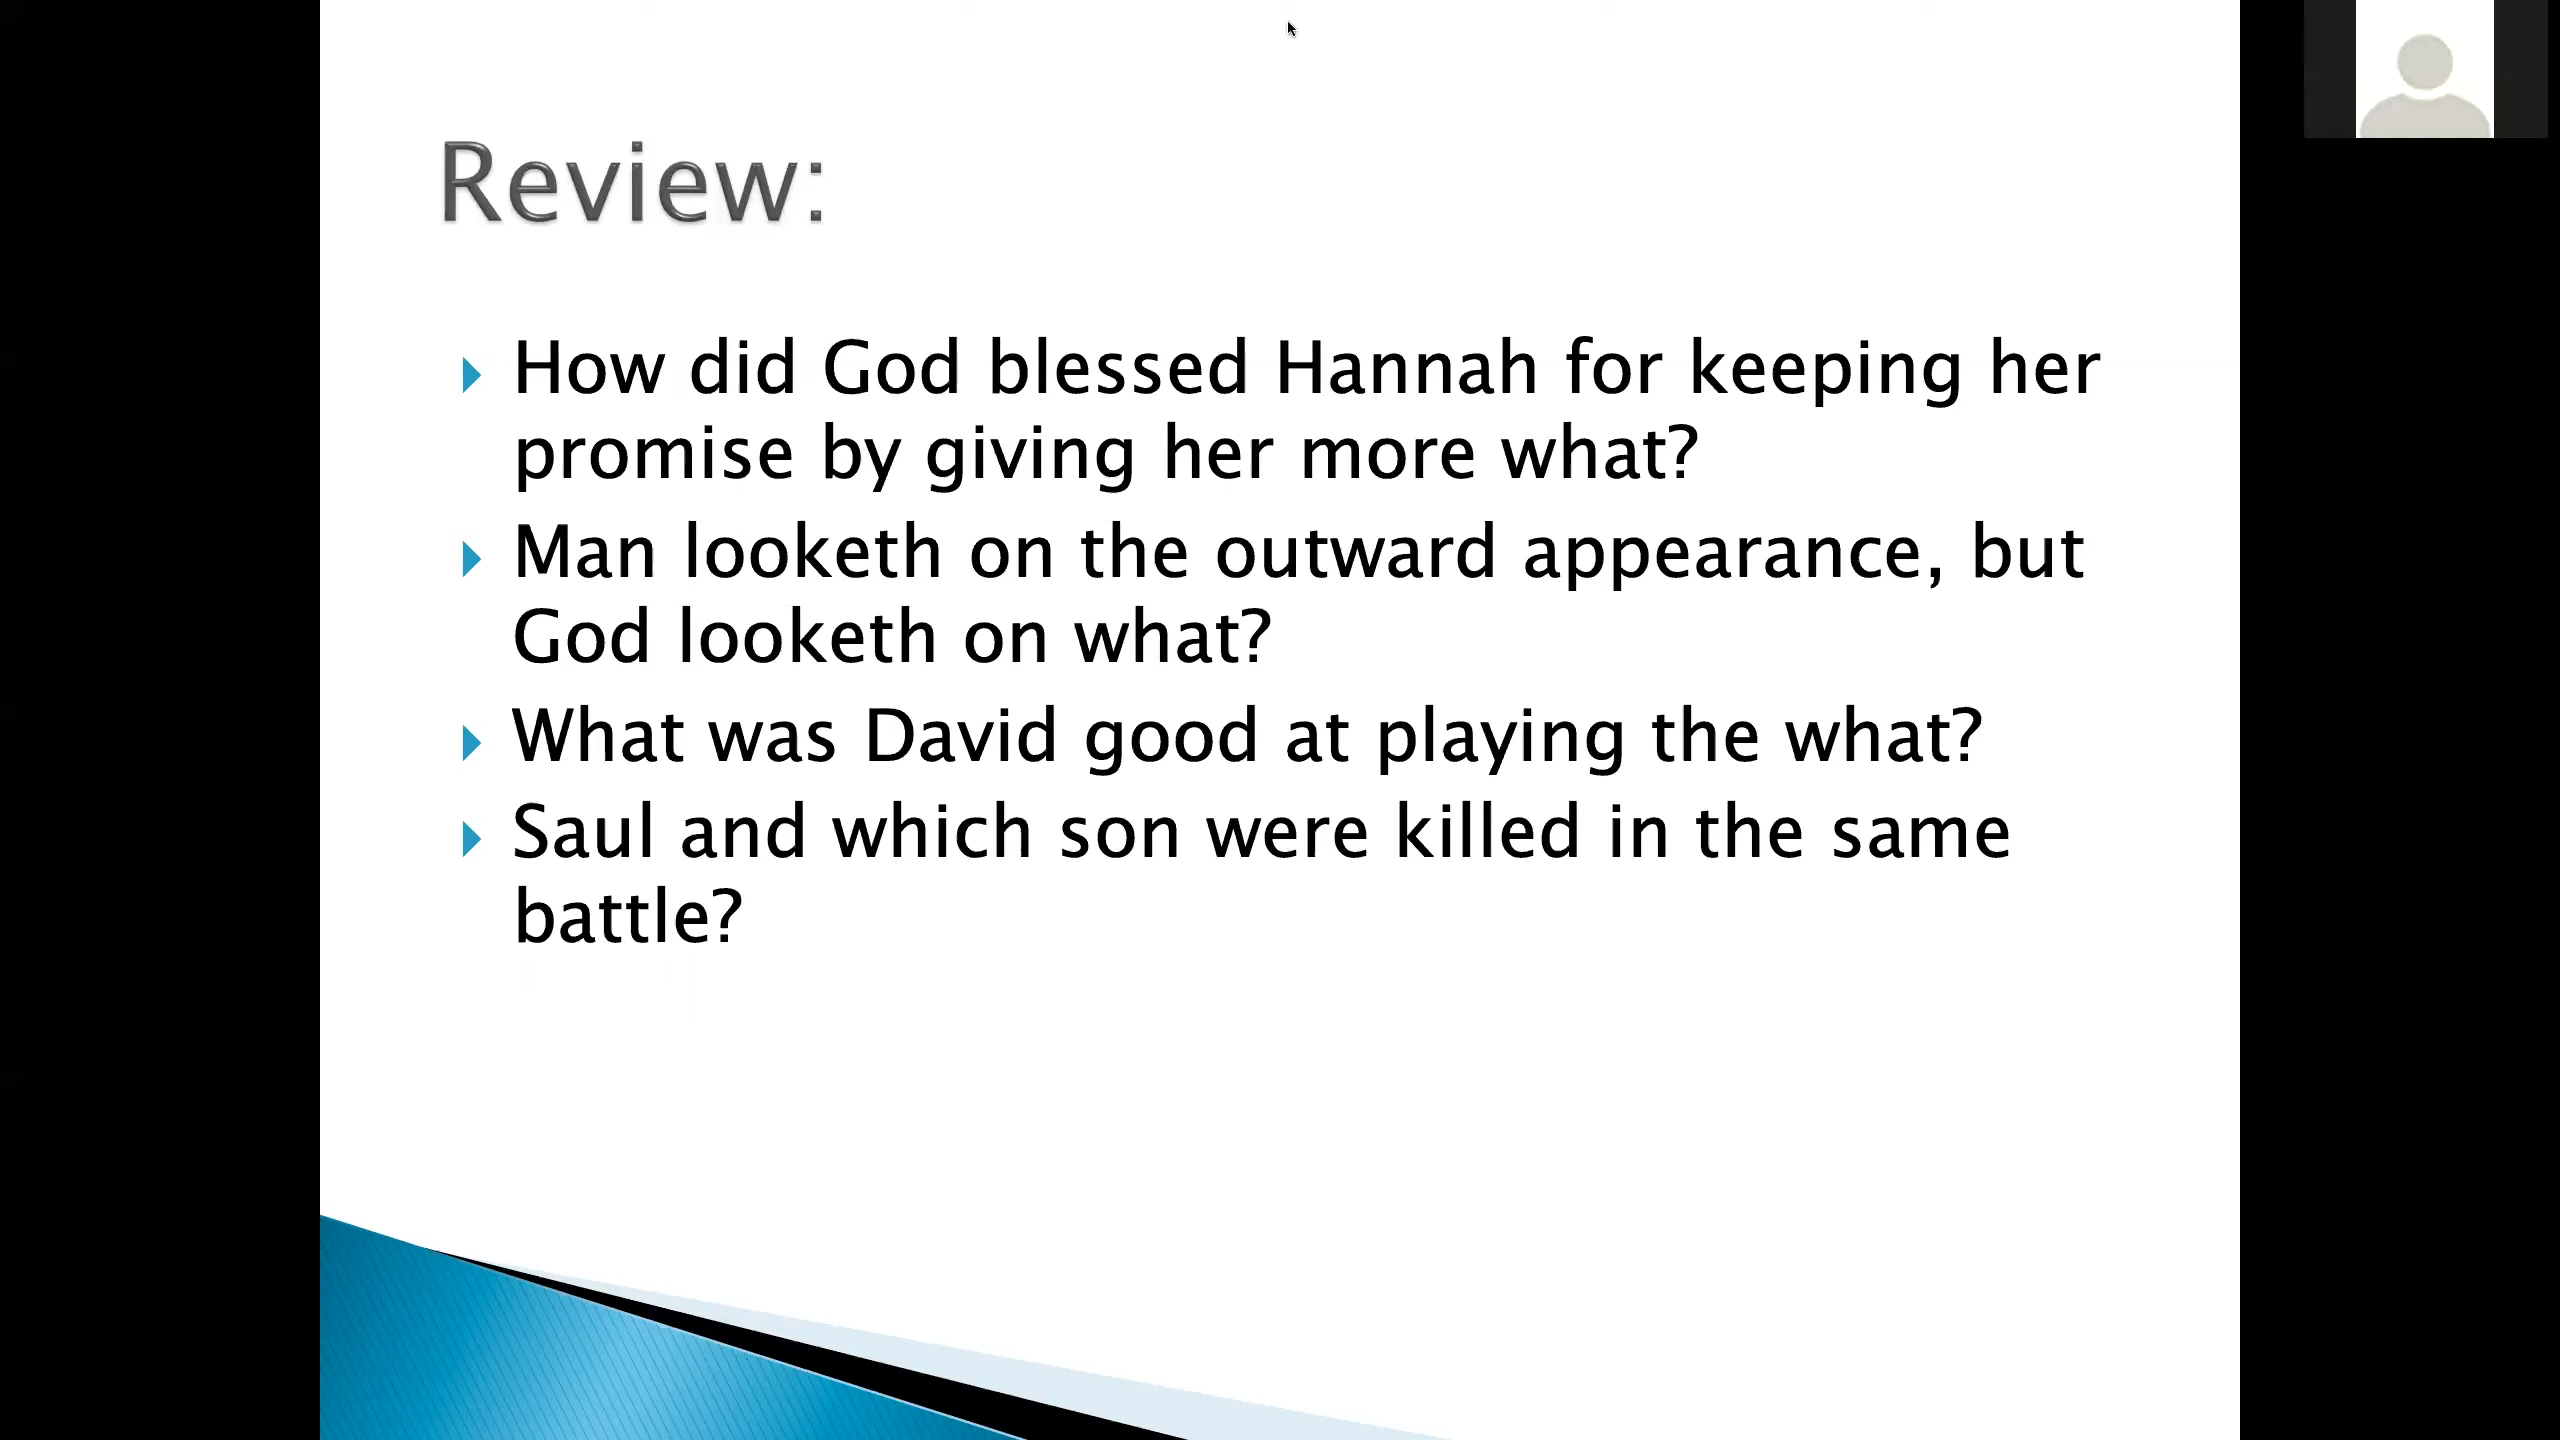 Review:
How did God blessed Hannah for keeping her
promise by giving her more what?
Man looketh on the outward appearance, but
God looketh on what?
What was David good at playing the what?
Saul and which son were killed in the same
battle?